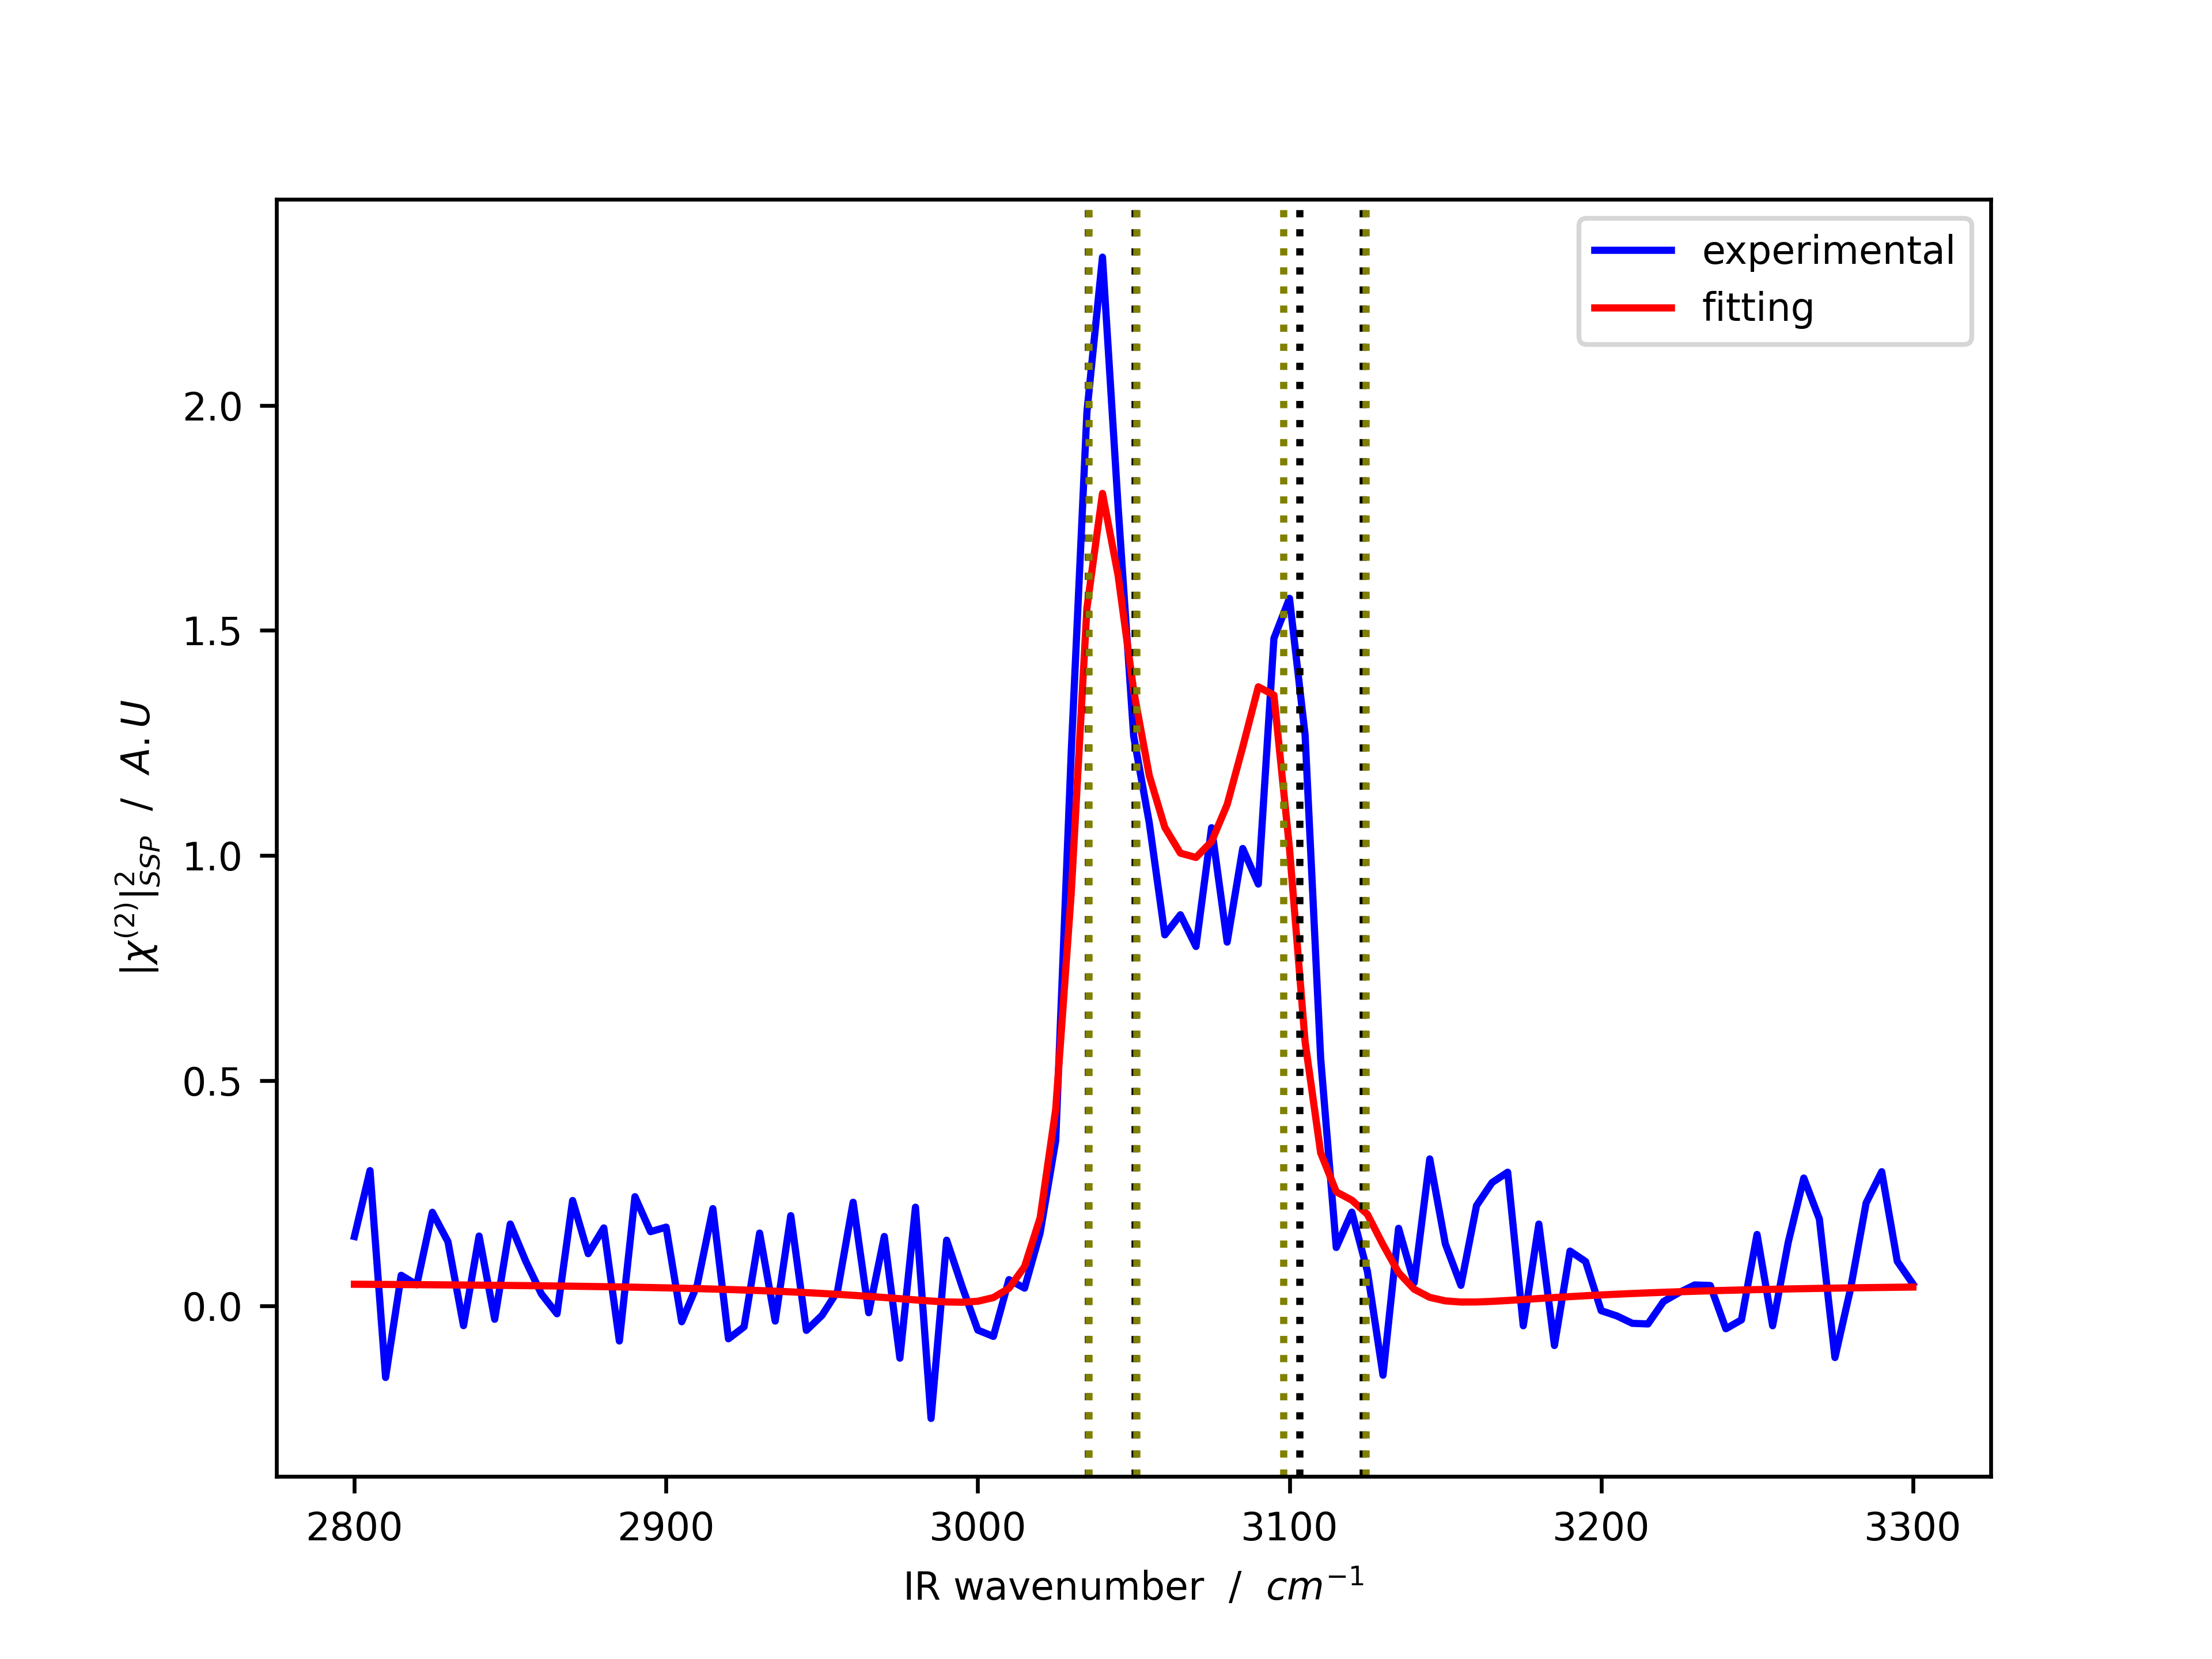 experimental
fitting
2.0
1.5
1.0
0.5
0.0
|χ⁽²⁾|²SSP / A.U
2800 2900 3000 3100 3200 3300
IR wavenumber / cm⁻¹